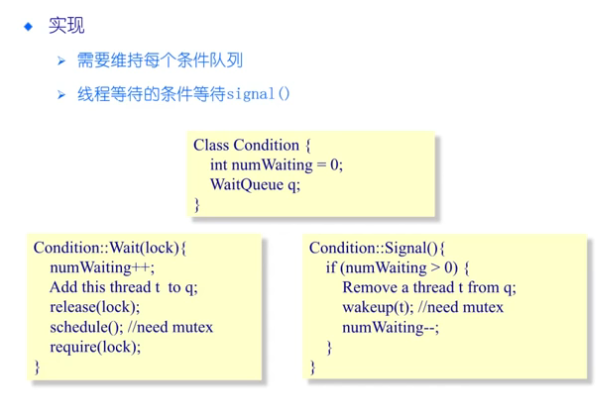 实现
需要维持每个条件队列
线程等待的条件等待signal()
Class Condition {
int numWaiting = 0;
WaitQueue q;
}
Condition::Wait(lock){
numWaiting++;
Add this thread t to q;
release(lock);
schedule(); //need mutex
require(lock);
}
Condition::Signal(){
if (numWaiting > 0) {
Remove a thread t from q;
wakeup(t); //need mutex
numWaiting--;
}
}